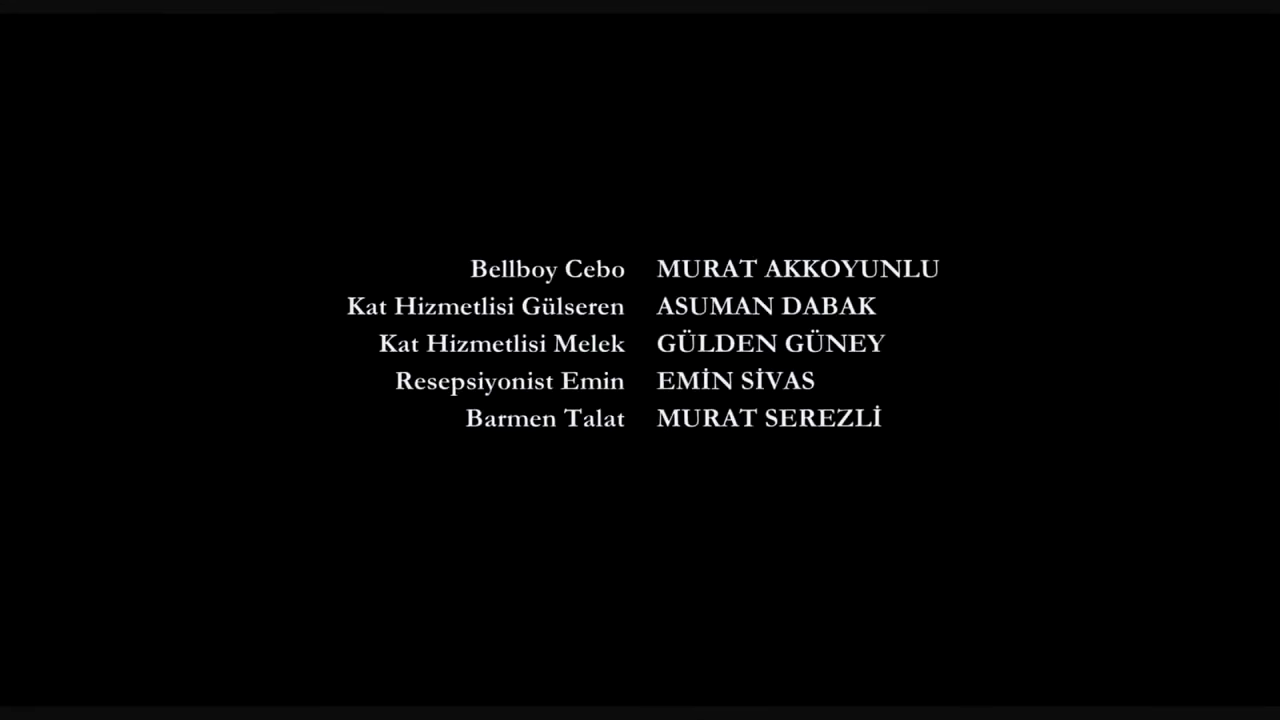 Bellboy Cebo MURAT AKKOYUNLU
Kat Hizmetlisi Gülseren ASUMAN DABAK
Kat Hizmetlisi Melek GÜLDEN GÜNEY
Resepsiyonist Emin EMİN SİVAS
Barmen Talat MURAT SEREZLİ